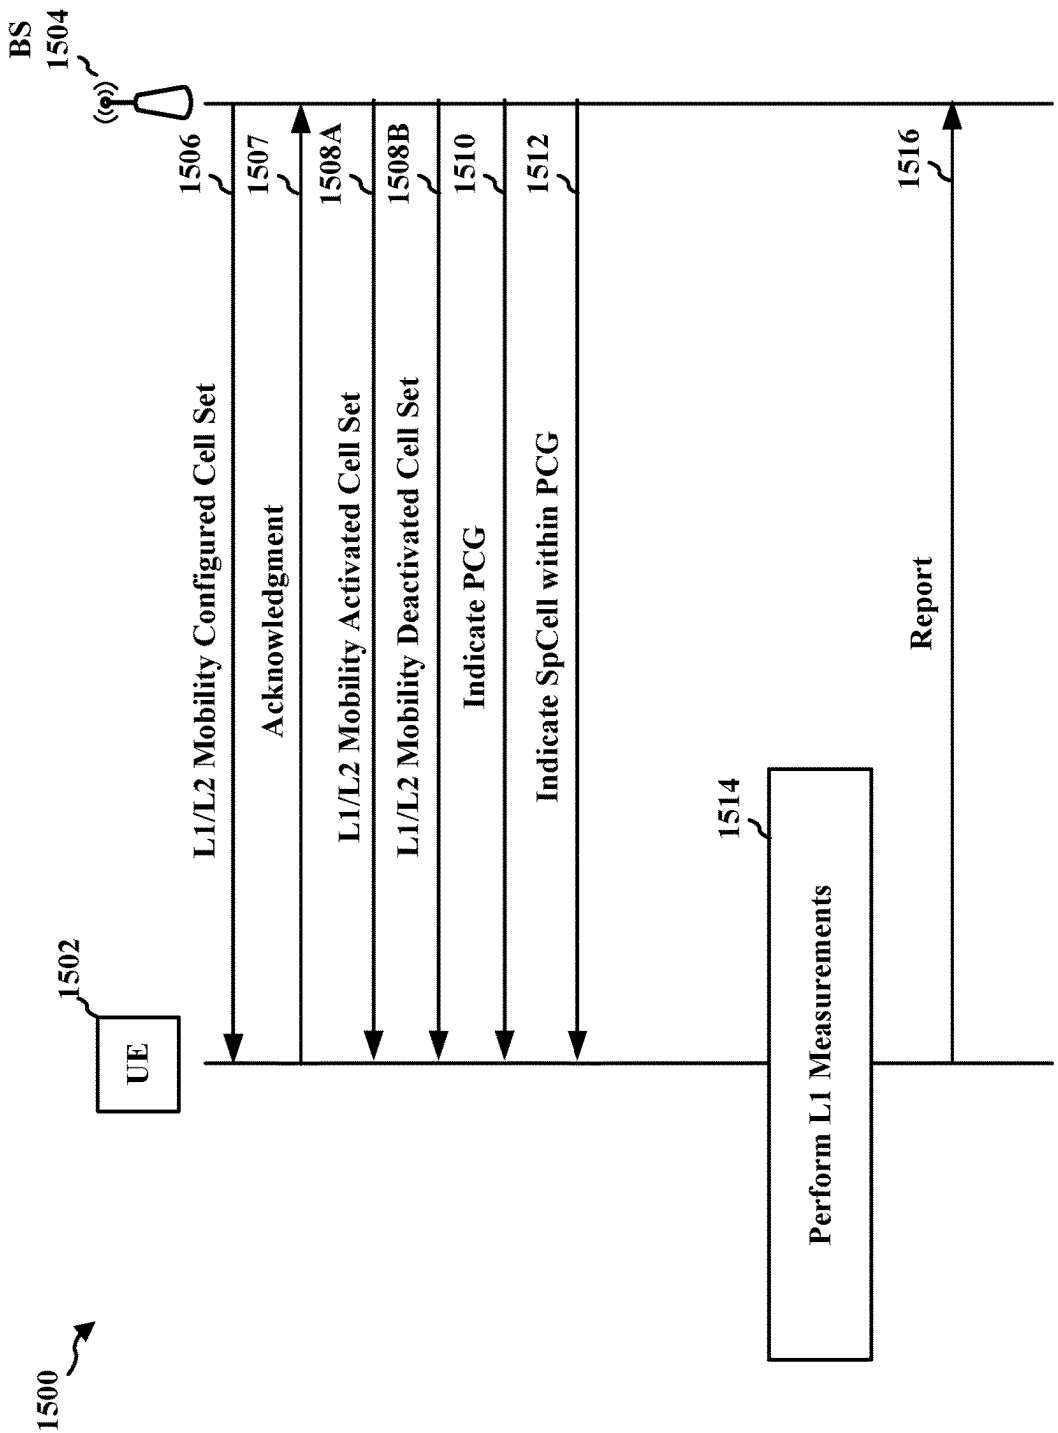 1500
UE
1502
BS
1504
L1/L2 Mobility Configured Cell Set
1506
Acknowledgment
1507
L1/L2 Mobility Activated Cell Set
1508A
L1/L2 Mobility Deactivated Cell Set
1508B
Indicate PCG
1510
Indicate SpCell within PCG
1512
Perform L1 Measurements
1514
Report
1516